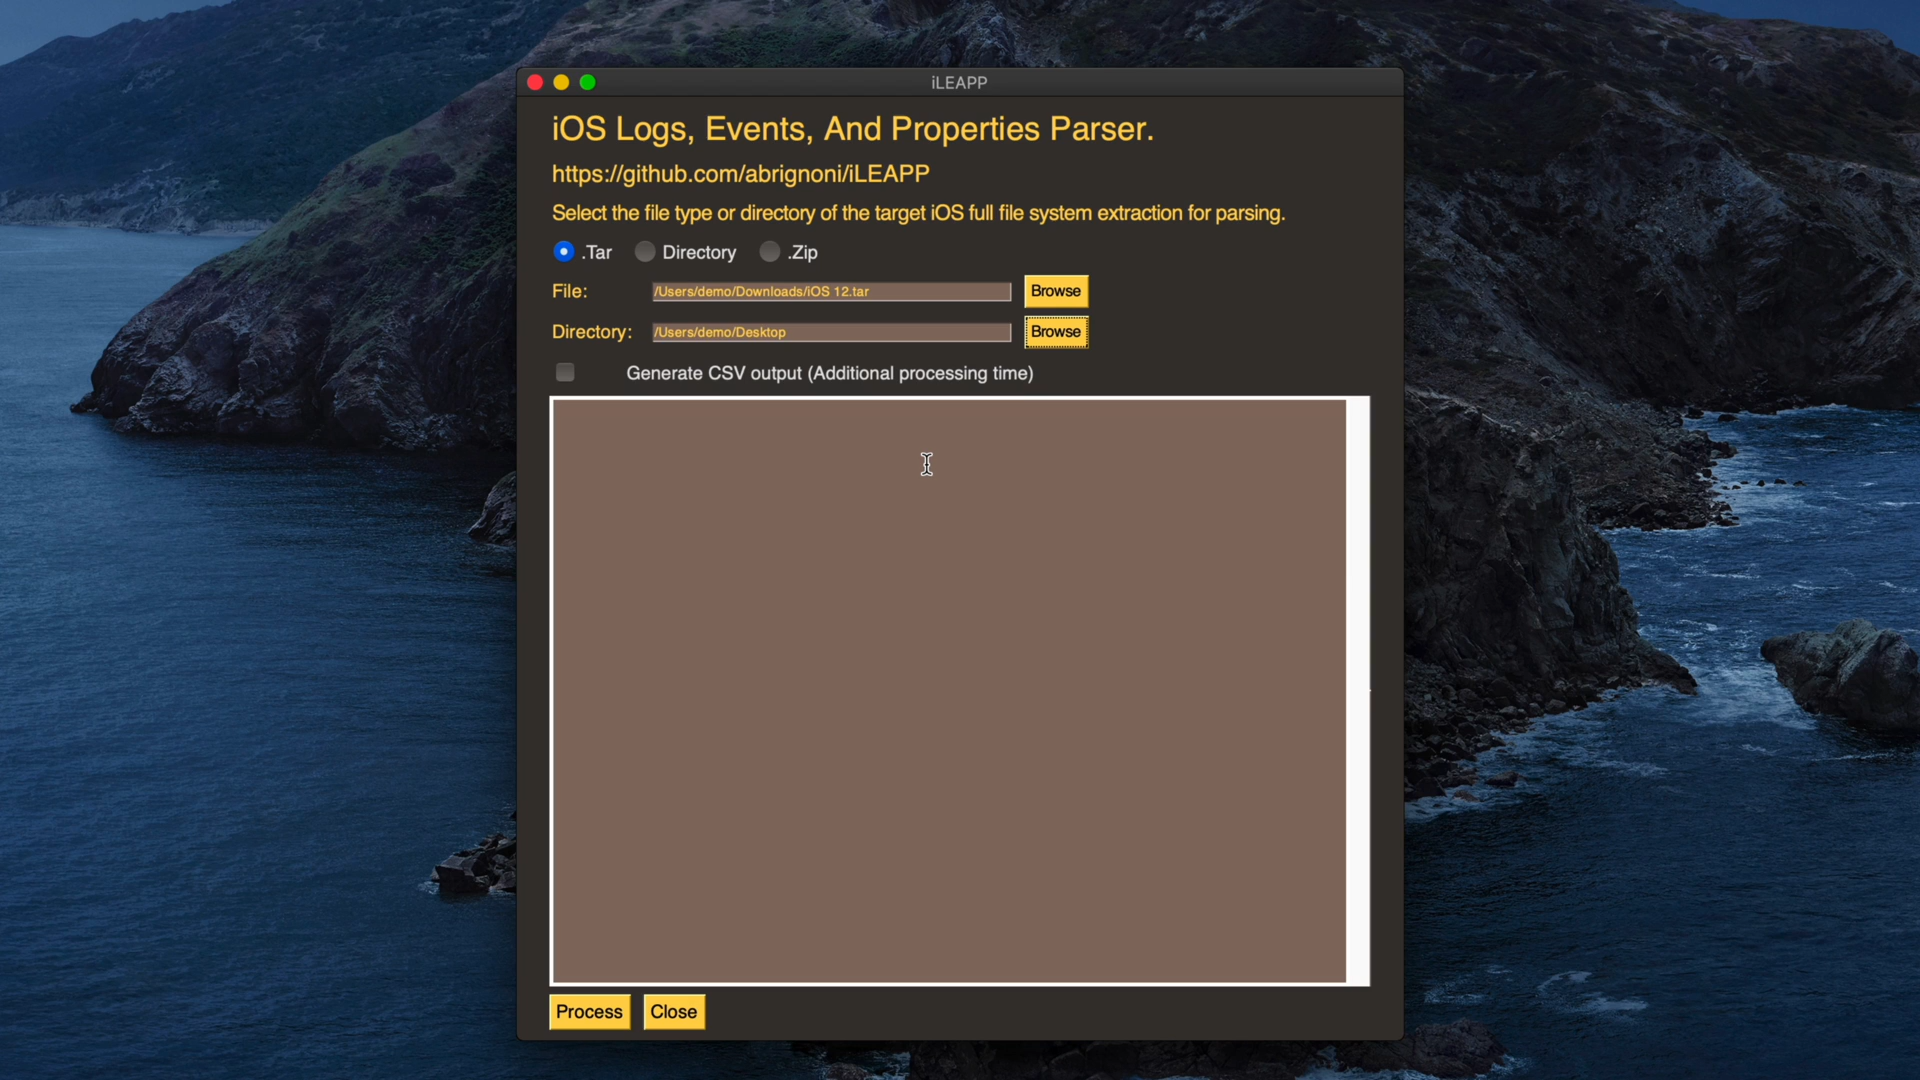 iLEAPP
iOS Logs, Events, And Properties Parser.
https://github.com/abrignoni/iLEAPP
Select the file type or directory of the target iOS full file system extraction for parsing.
.Tar Directory .Zip
File: /Users/demo/Downloads/iOS 12.tar Browse
Directory: /Users/demo/Desktop Browse
Generate CSV output (Additional processing time)
Process Close